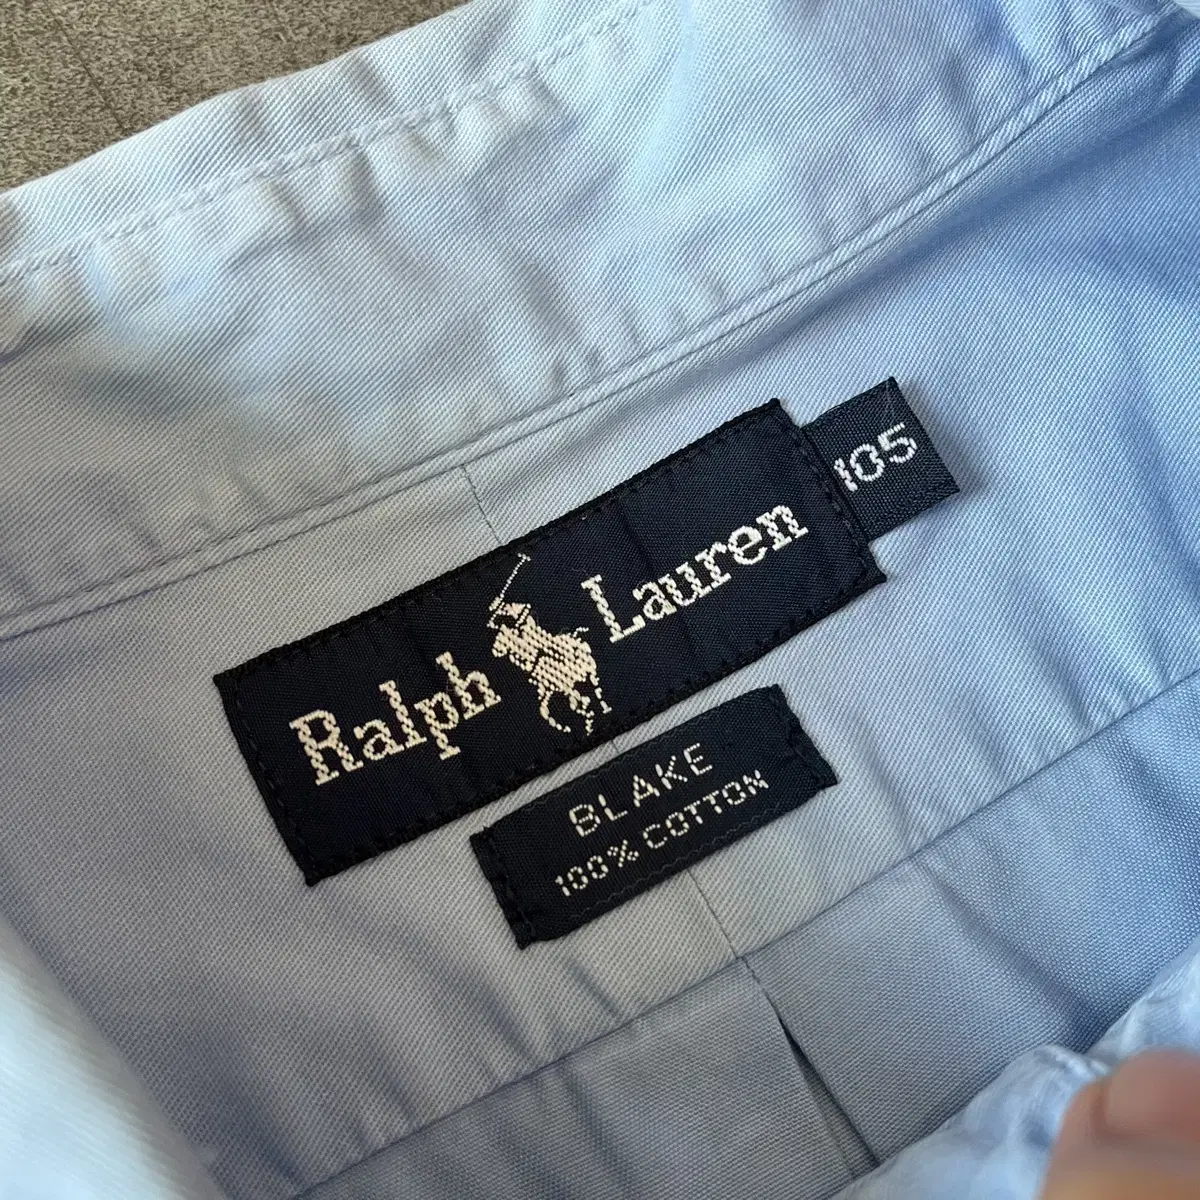 Ralph Lauren
105
BLAKE
100% COTTON